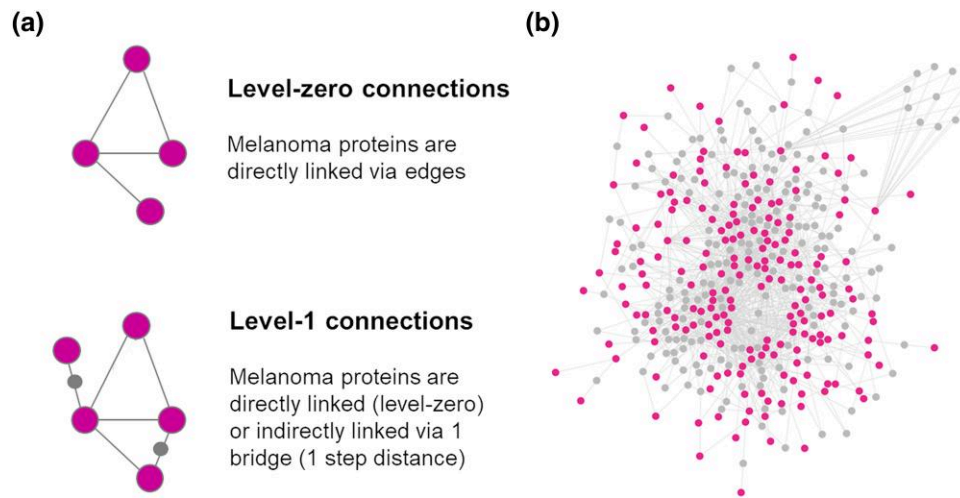 (a)
Level-zero connections
Melanoma proteins are
directly linked via edges
Level-1 connections
Melanoma proteins are
directly linked (level-zero)
or indirectly linked via 1
bridge (1 step distance)
(b)